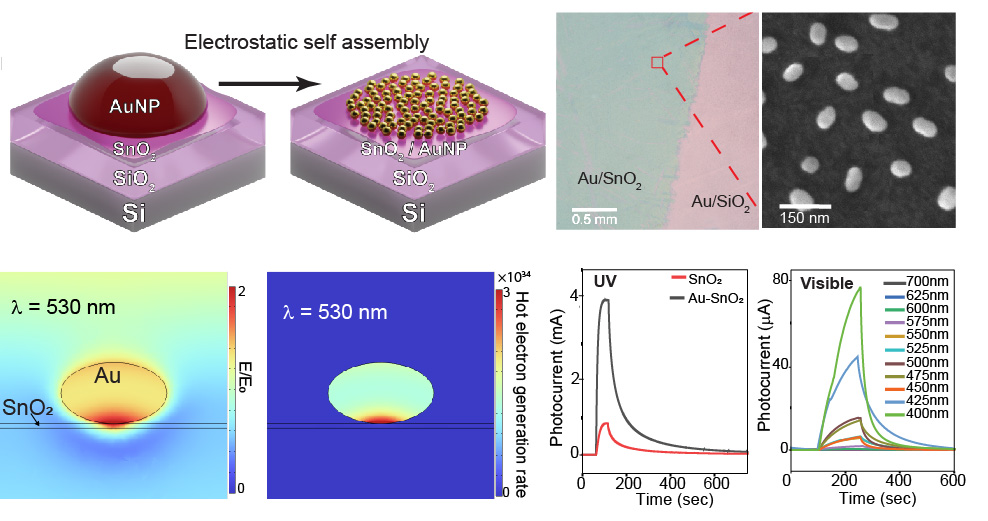 Electrostatic self assembly
AuNP
SnO₂
SiO₂
Si
SnO₂ / AuNP
SiO₂
Si
Au/SnO₂
Au/SiO₂
0.5 mm
150 nm
λ = 530 nm
Au
SnO₂
2
0
E/E₀
λ = 530 nm
×10³⁴
3
0
Hot electron generation rate
UV
SnO₂
Au-SnO₂
Photocurrent (mA)
4
2
0
0 200 400 600
Time (sec)
Visible
700nm
625nm
600nm
575nm
550nm
525nm
500nm
475nm
450nm
425nm
400nm
Photocurrent (µA)
80
40
0
0 200 400 600
Time (sec)